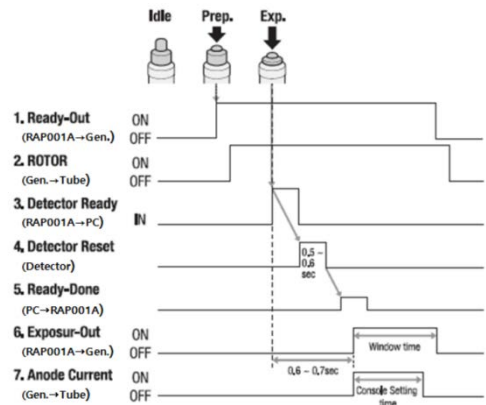 Idle Prep. Exp.
1. Ready-Out ON
(RAP001A→Gen.) OFF
2. ROTOR ON
(Gen.→Tube) OFF
3. Detector Ready
(RAP001A→PC) IN
4. Detector Reset
(Detector)
0.5 –
0.6
sec
5. Ready-Done
(PC→RAP001A)
6. Exposur-Out ON
(RAP001A→Gen.) OFF
Window time
0.6 – 0.7sec
7. Anode Current ON
(Gen.→Tube) OFF
Console Setting
time